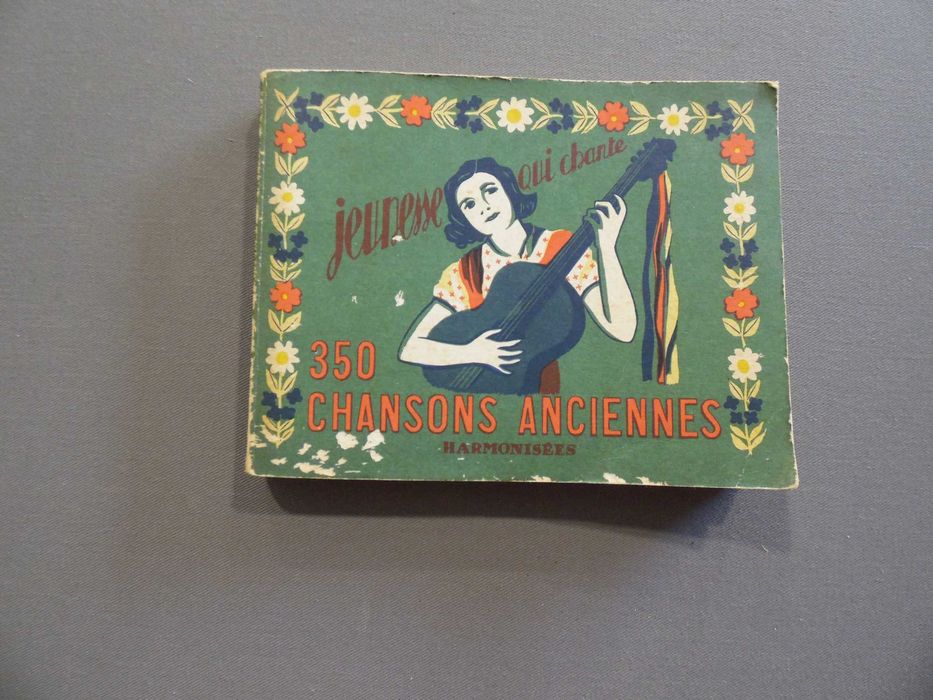 jeunesse qui chante
350
CHANSONS ANCIENNES
HARMONISÉES